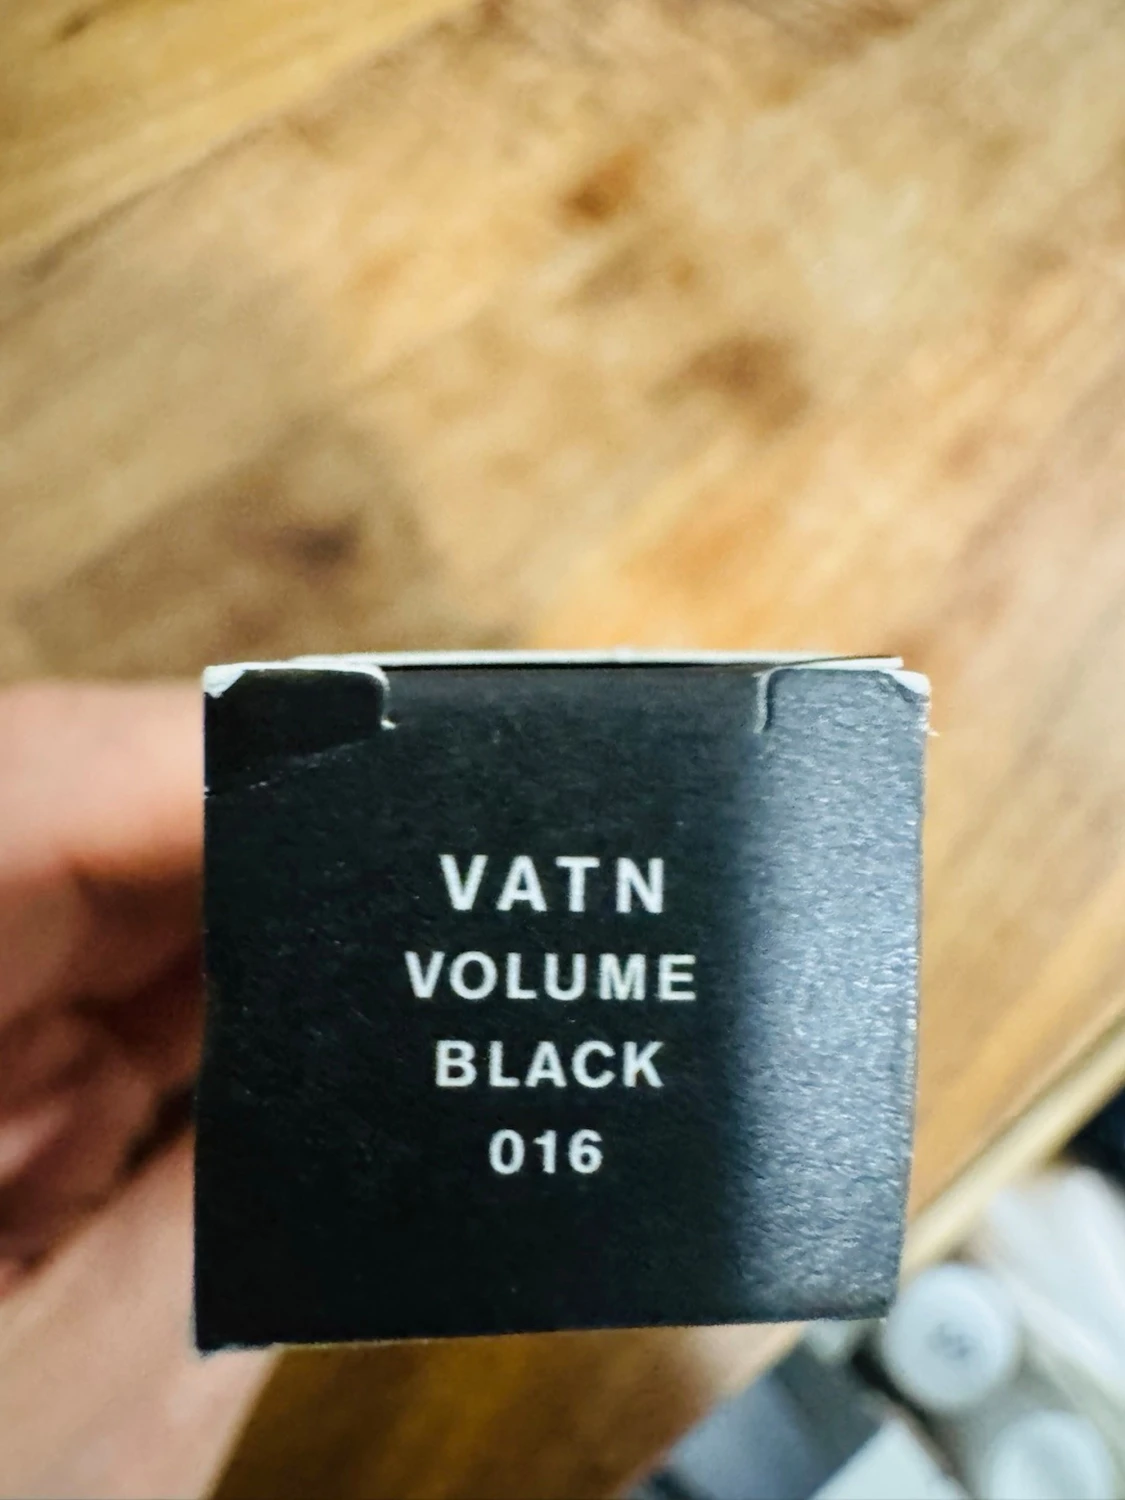 VATN
VOLUME
BLACK
016